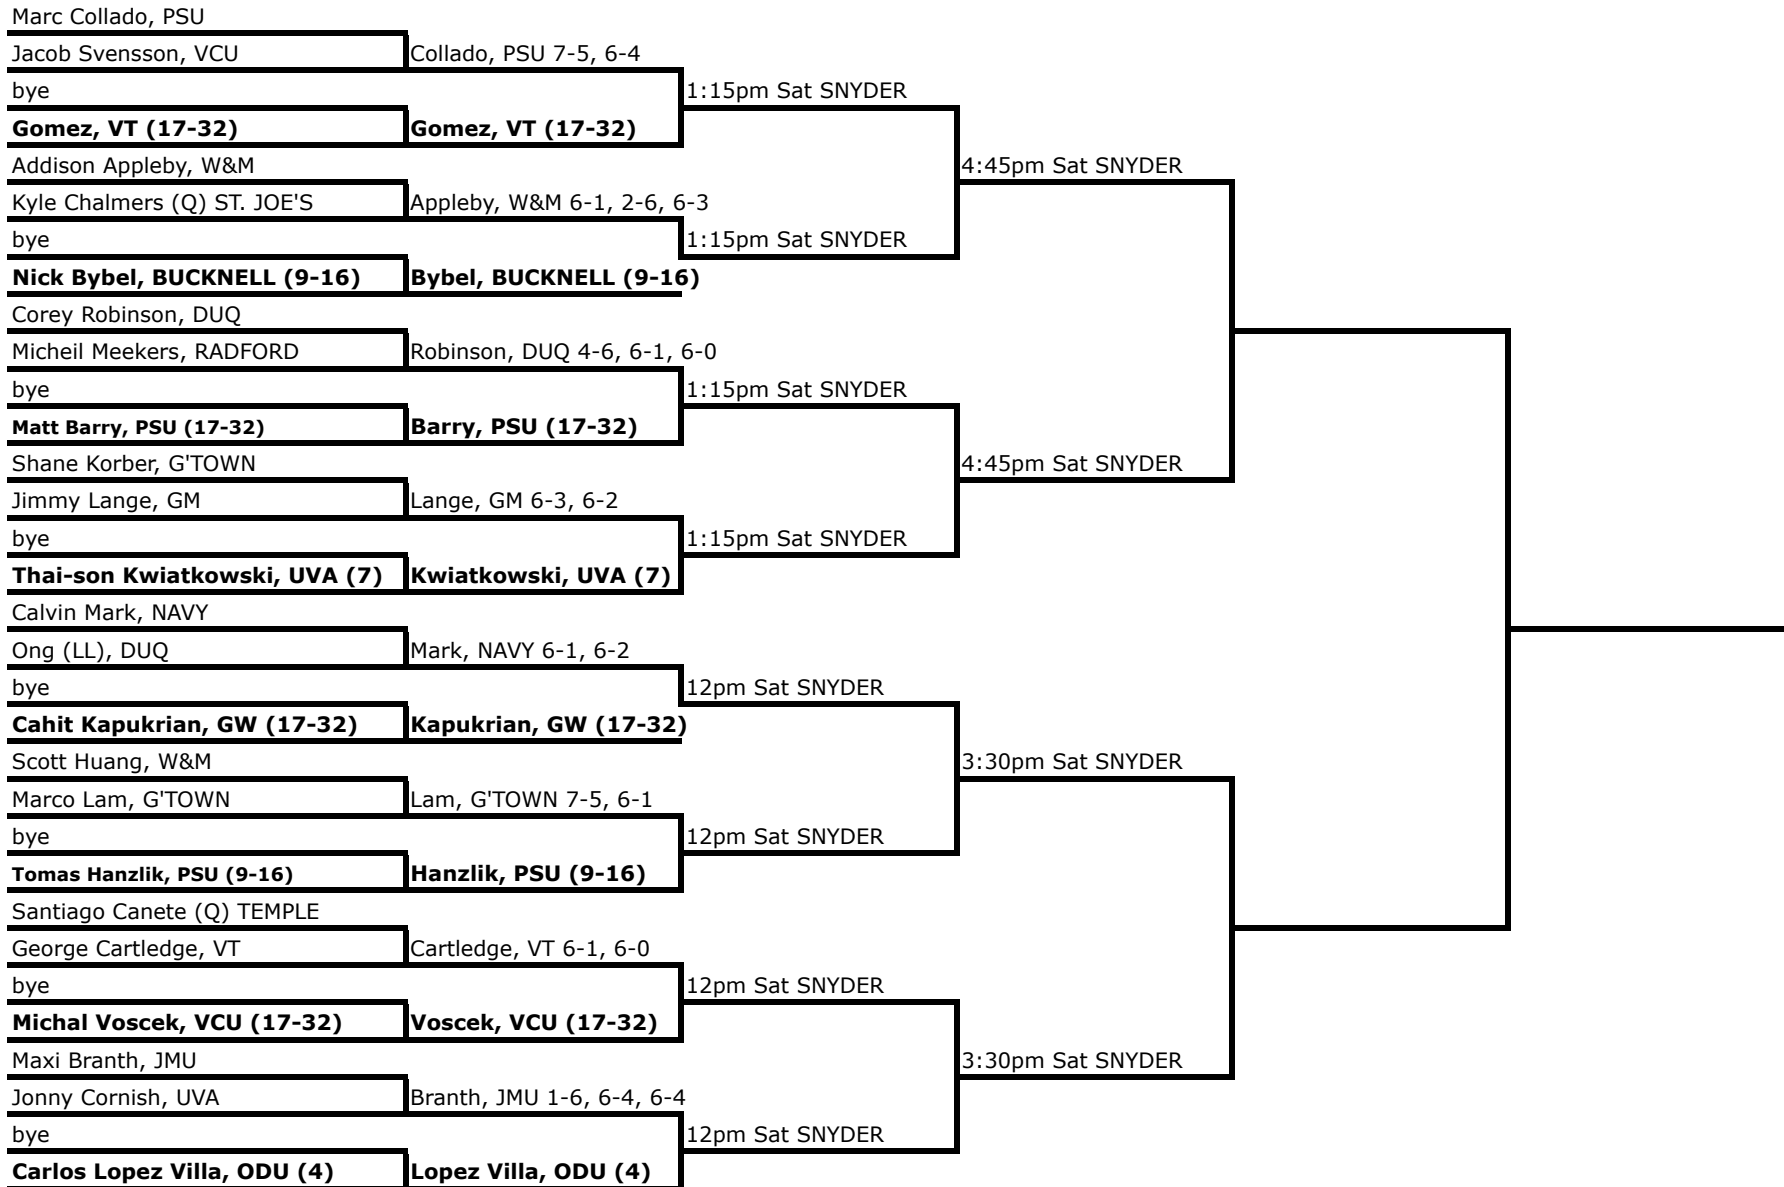 Marc Collado, PSU
Jacob Svensson, VCU Collado, PSU 7-5, 6-4
bye 1:15pm Sat SNYDER
Gomez, VT (17-32) Gomez, VT (17-32)
Addison Appleby, W&M 4:45pm Sat SNYDER
Kyle Chalmers (Q) ST. JOE'S Appleby, W&M 6-1, 2-6, 6-3
bye 1:15pm Sat SNYDER
Nick Bybel, BUCKNELL (9-16) Bybel, BUCKNELL (9-16)
Corey Robinson, DUQ
Micheil Meekers, RADFORD Robinson, DUQ 4-6, 6-1, 6-0
bye 1:15pm Sat SNYDER
Matt Barry, PSU (17-32) Barry, PSU (17-32)
Shane Korber, G'TOWN 4:45pm Sat SNYDER
Jimmy Lange, GM Lange, GM 6-3, 6-2
bye 1:15pm Sat SNYDER
Thai-son Kwiatkowski, UVA (7) Kwiatkowski, UVA (7)
Calvin Mark, NAVY
Ong (LL), DUQ Mark, NAVY 6-1, 6-2
bye 12pm Sat SNYDER
Cahit Kapukrian, GW (17-32) Kapukrian, GW (17-32)
Scott Huang, W&M 3:30pm Sat SNYDER
Marco Lam, G'TOWN Lam, G'TOWN 7-5, 6-1
bye 12pm Sat SNYDER
Tomas Hanzlik, PSU (9-16) Hanzlik, PSU (9-16)
Santiago Canete (Q) TEMPLE
George Cartledge, VT Cartledge, VT 6-1, 6-0
bye 12pm Sat SNYDER
Michal Voscek, VCU (17-32) Voscek, VCU (17-32)
Maxi Branth, JMU 3:30pm Sat SNYDER
Jonny Cornish, UVA Branth, JMU 1-6, 6-4, 6-4
bye 12pm Sat SNYDER
Carlos Lopez Villa, ODU (4) Lopez Villa, ODU (4)